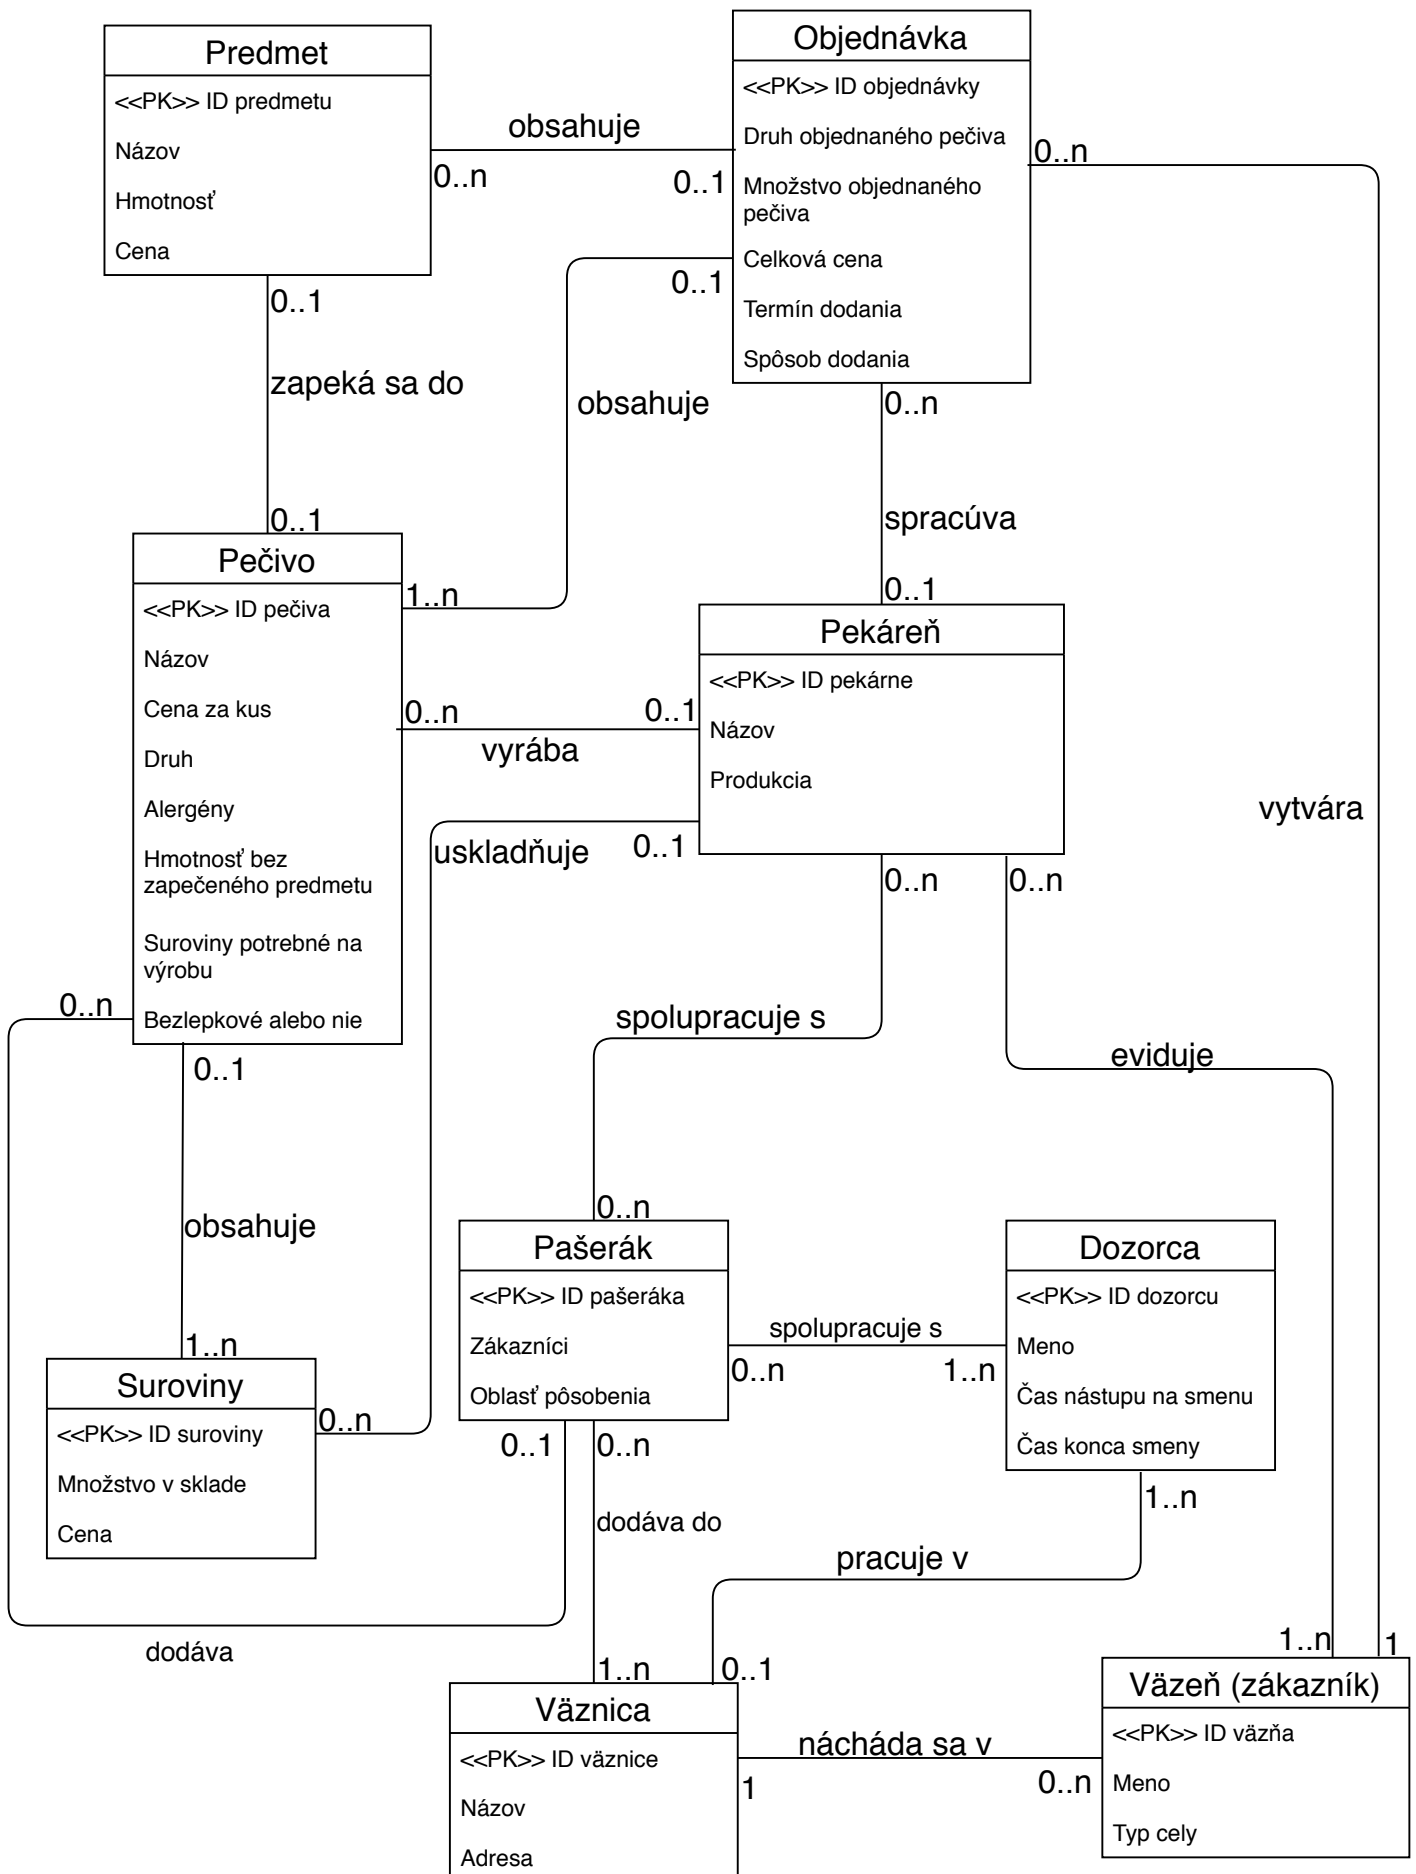 Predmet
<<PK>> ID predmetu
Názov
Hmotnosť
Cena
Objednávka
<<PK>> ID objednávky
Druh objednaného pečiva
Množstvo objednaného
pečiva
Celková cena
Termín dodania
Spôsob dodania
obsahuje
0..n
0..1
0..n
0..1
obsahuje
0..1
zapeká sa do
0..1
0..n
spracúva
0..1
Pečivo
<<PK>> ID pečiva
Názov
Cena za kus
Druh
Alergény
Hmotnosť bez
zapečeného predmetu
Suroviny potrebné na
výrobu
Bezlepkové alebo nie
1..n
0..n
0..1
vyrába
Pekáreň
<<PK>> ID pekárne
Názov
Produkcia
vytvára
uskladňuje
0..1
0..n
0..n
0..n
0..1
spolupracuje s
eviduje
obsahuje
1..n
0..n
Pašerák
<<PK>> ID pašeráka
Zákazníci
Oblasť pôsobenia
spolupracuje s
0..n
1..n
Dozorca
<<PK>> ID dozorcu
Meno
Čas nástupu na smenu
Čas konca smeny
Suroviny
<<PK>> ID suroviny
Množstvo v sklade
Cena
0..n
0..1
0..n
1..n
dodáva do
pracuje v
dodáva
1..n
0..1
1..n
1
Väznica
<<PK>> ID väznice
Názov
Adresa
nácháda sa v
1
0..n
Väzeň (zákazník)
<<PK>> ID väzňa
Meno
Typ cely